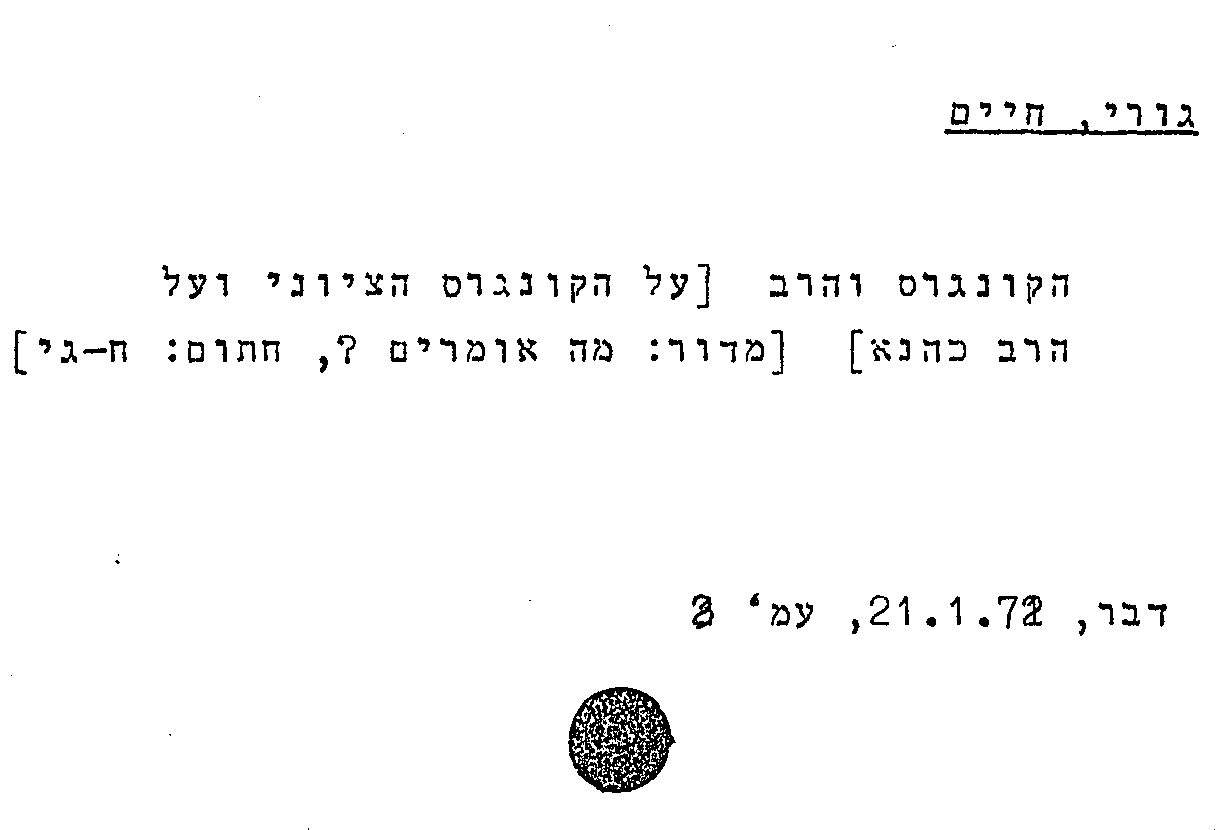 גורי, חיים
הקונגרס והרב [על הקונגרס הציוני ועל
הרב כהנא] [מדור: מה אומרים ?, חתום: ח-גי]
דבר, 21.1.72, עמ'